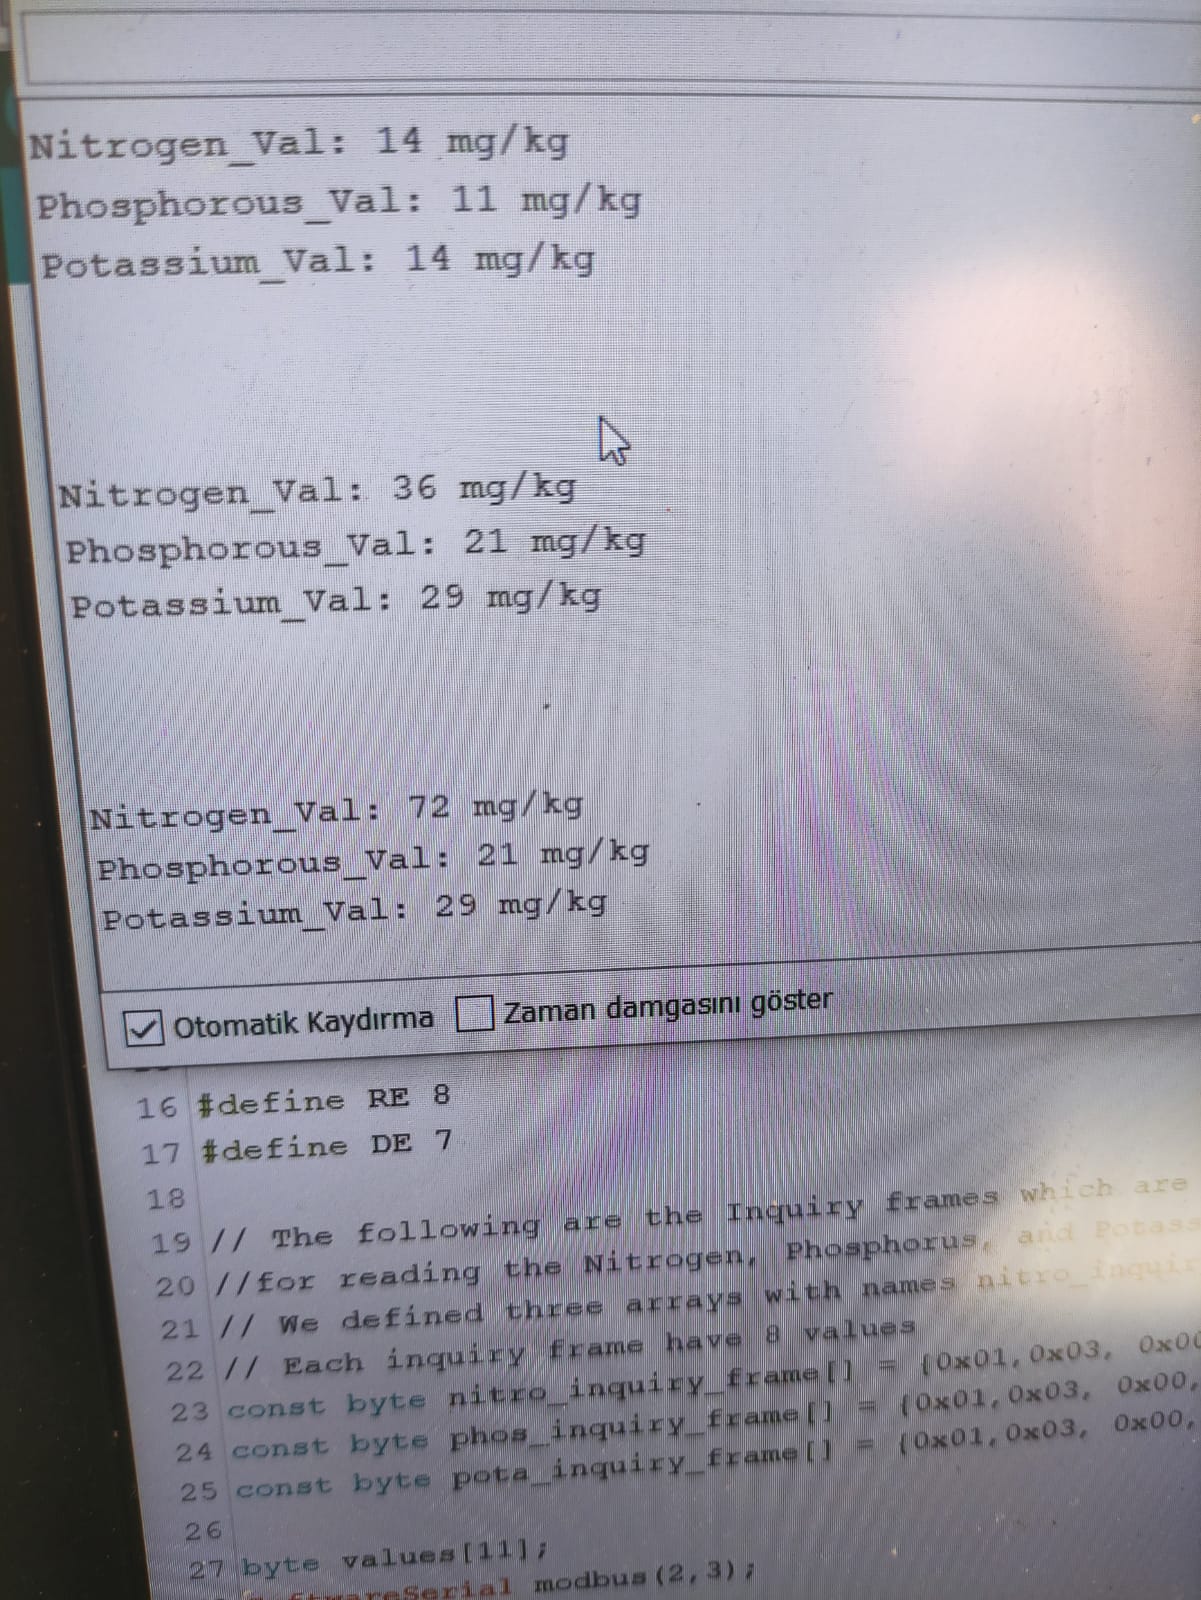 Nitrogen_Val: 14 mg/kg
Phosphorous_Val: 11 mg/kg
Potassium_Val: 14 mg/kg
Nitrogen_Val: 36 mg/kg
Phosphorous_Val: 21 mg/kg
Potassium_Val: 29 mg/kg
Nitrogen_Val: 72 mg/kg
Phosphorous_Val: 21 mg/kg
Potassium_Val: 29 mg/kg
Otomatik Kaydırma Zaman damgasını göster
16 #define RE 8
17 #define DE 7
18
19 // The following are the Inquiry frames which are
20 //for reading the Nitrogen, Phosphorus, and
21 // We defined three arrays with names
22 // Each inquiry frame have 8 values
23 const byte nitro_inquiry_frame[] = {0x01,0x03,
24 const byte phos_inquiry_frame[] = {0x01,0x03, 0x00,
25 const byte pota_inquiry_frame[] = {0x01,0x03, 0x00,
26
27 byte values[11];
modbus(2,3);